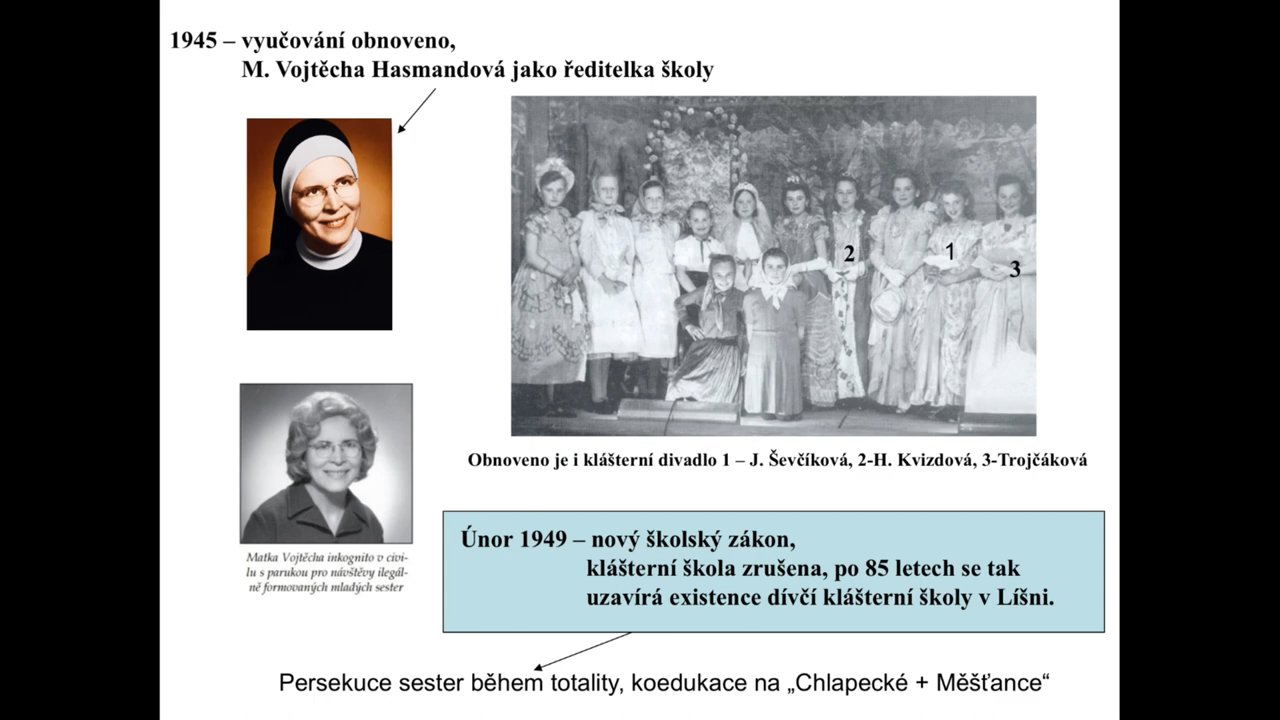 1945 – vyučování obnoveno,
M. Vojtěcha Hasmandová jako ředitelka školy
2
1
3
Obnoveno je i klášterní divadlo 1 – J. Ševčíková, 2-H. Kvizdová, 3-Trojčáková
Matka Vojtěcha inkognito v civi-
lu s parukou pro návštěvy ilegál-
ně formovaných mladých sester
Únor 1949 – nový školský zákon,
klášterní škola zrušena, po 85 letech se tak
uzavírá existence dívčí klášterní školy v Líšni.
Persekuce sester během totality, koedukace na „Chlapecké + Měšťance“